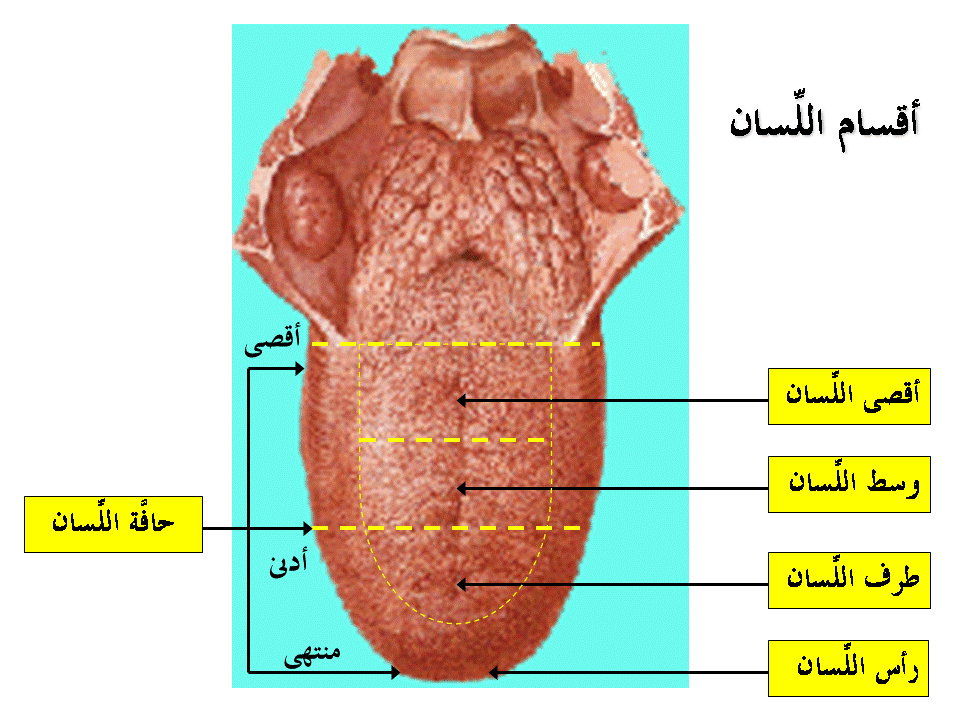 أقسام اللِّسان
أقصى
أقصى اللِّسان
وسط اللِّسان
حافَّة اللِّسان
أدنى
طرف اللِّسان
منتهى
رأس اللِّسان